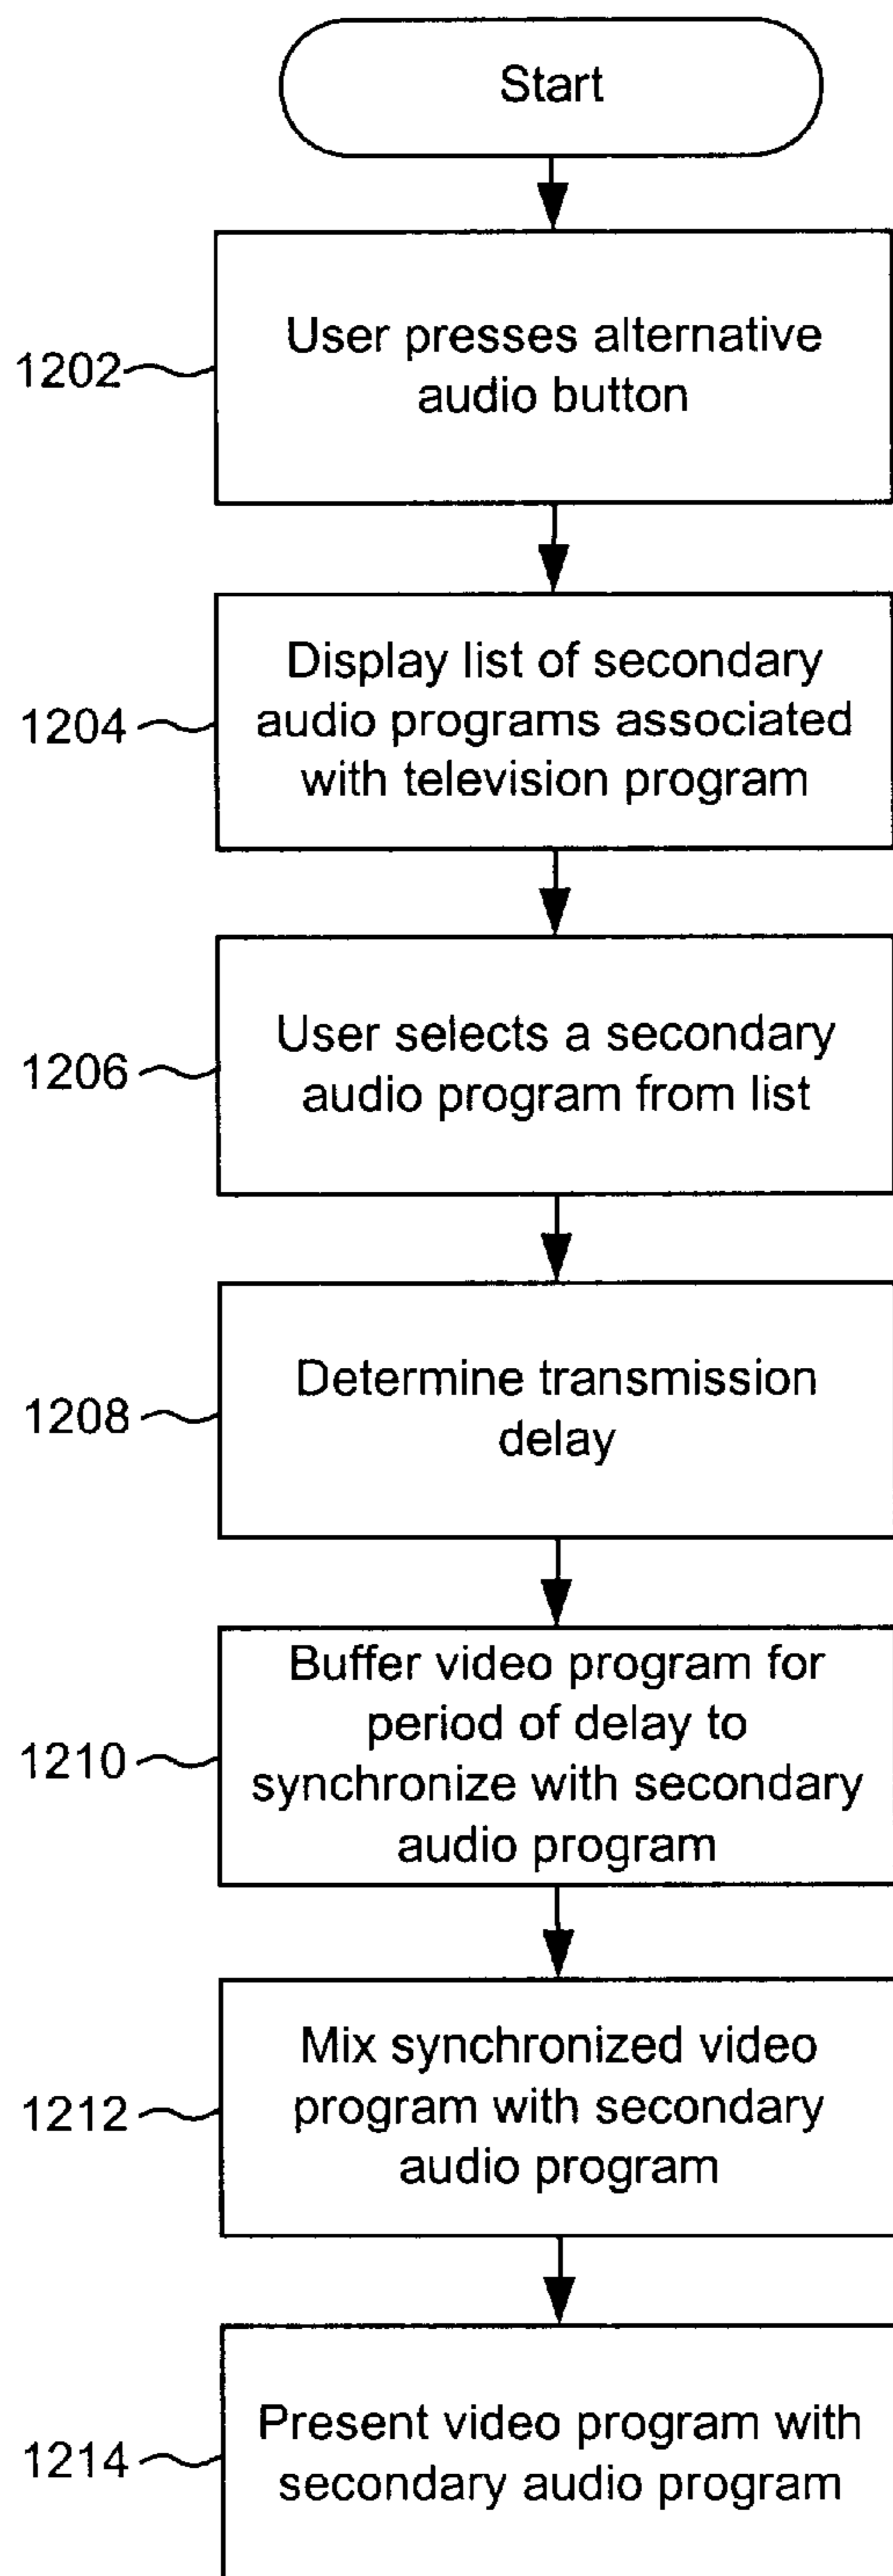 Start
1202
User presses alternative
audio button
1204
Display list of secondary
audio programs associated
with television program
1206
User selects a secondary
audio program from list
1208
Determine transmission
delay
1210
Buffer video program for
period of delay to
synchronize with secondary
audio program
1212
Mix synchronized video
program with secondary
audio program
1214
Present video program with
secondary audio program